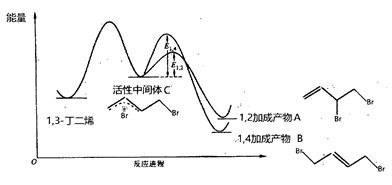 能量
E1,4
E1,2
活性中间体 C
Br
Br
1,3-丁二烯
1,2加成产物 A
1,4加成产物 B
Br
Br
Br
Br
O
反应进程